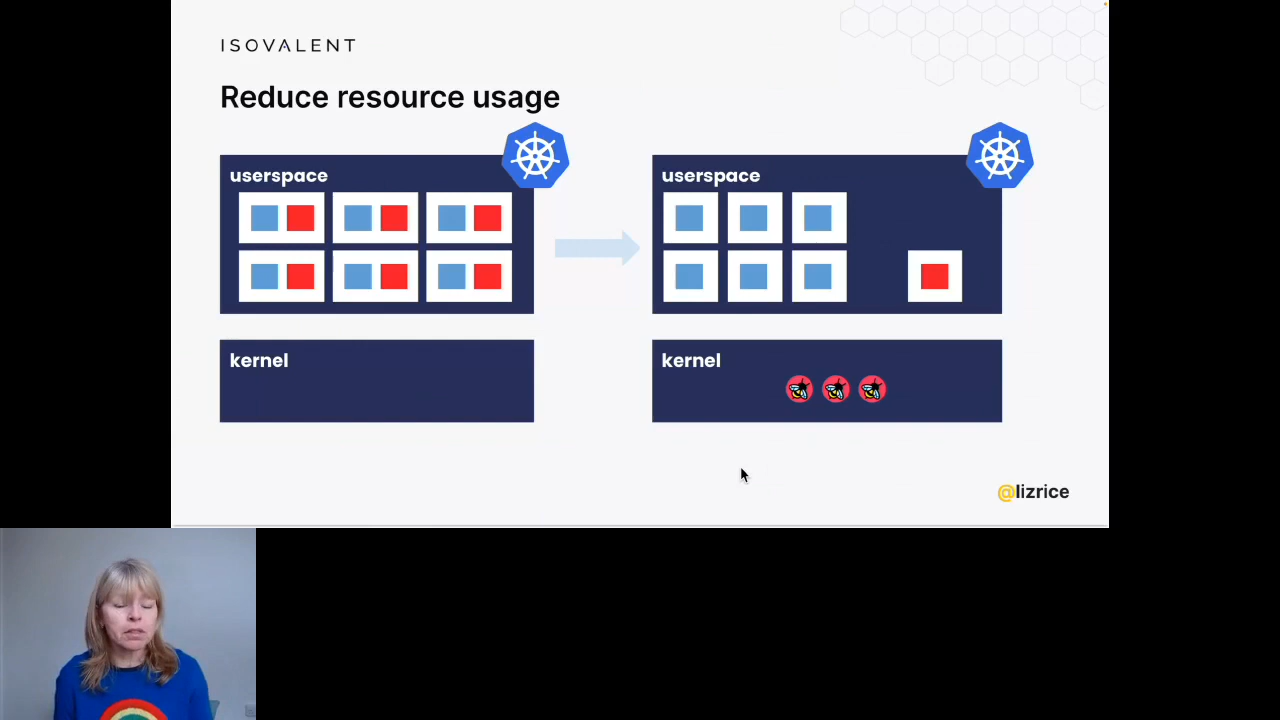 ISOVALENT
Reduce resource usage
userspace
userspace
kernel
kernel
@lizrice